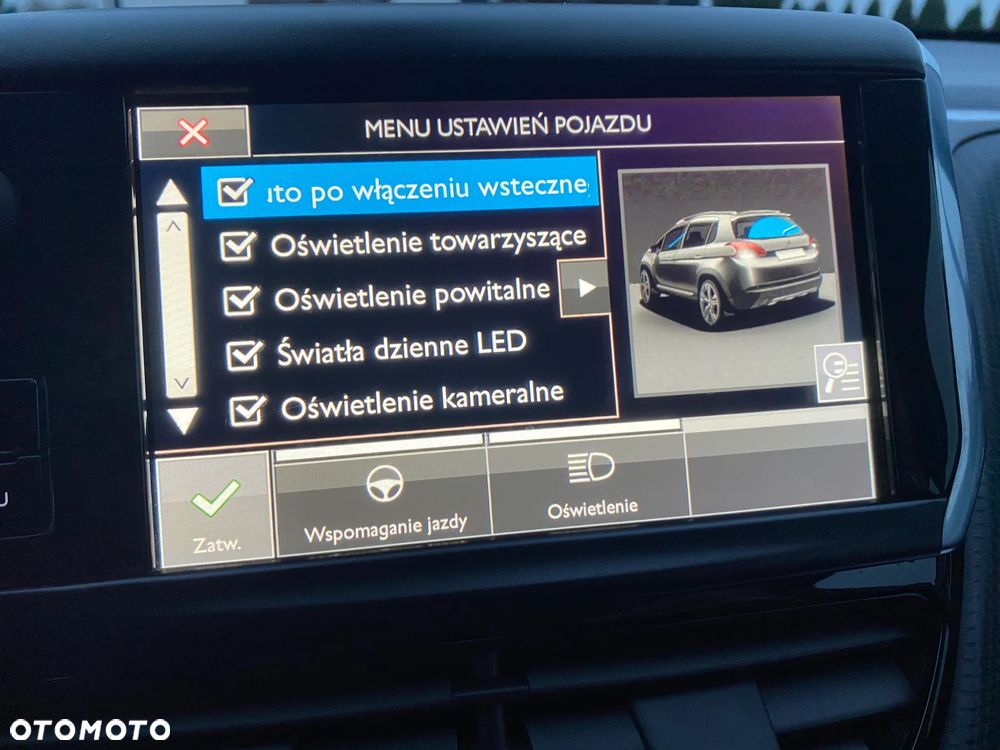 MENU USTAWIEŃ POJAZDU
ıto po włączeniu wsteczne
Oświetlenie towarzyszące
Oświetlenie powitalne
Światła dzienne LED
Oświetlenie kameralne
Zatw.
Wspomaganie jazdy
Oświetlenie
U
OTOMOTO